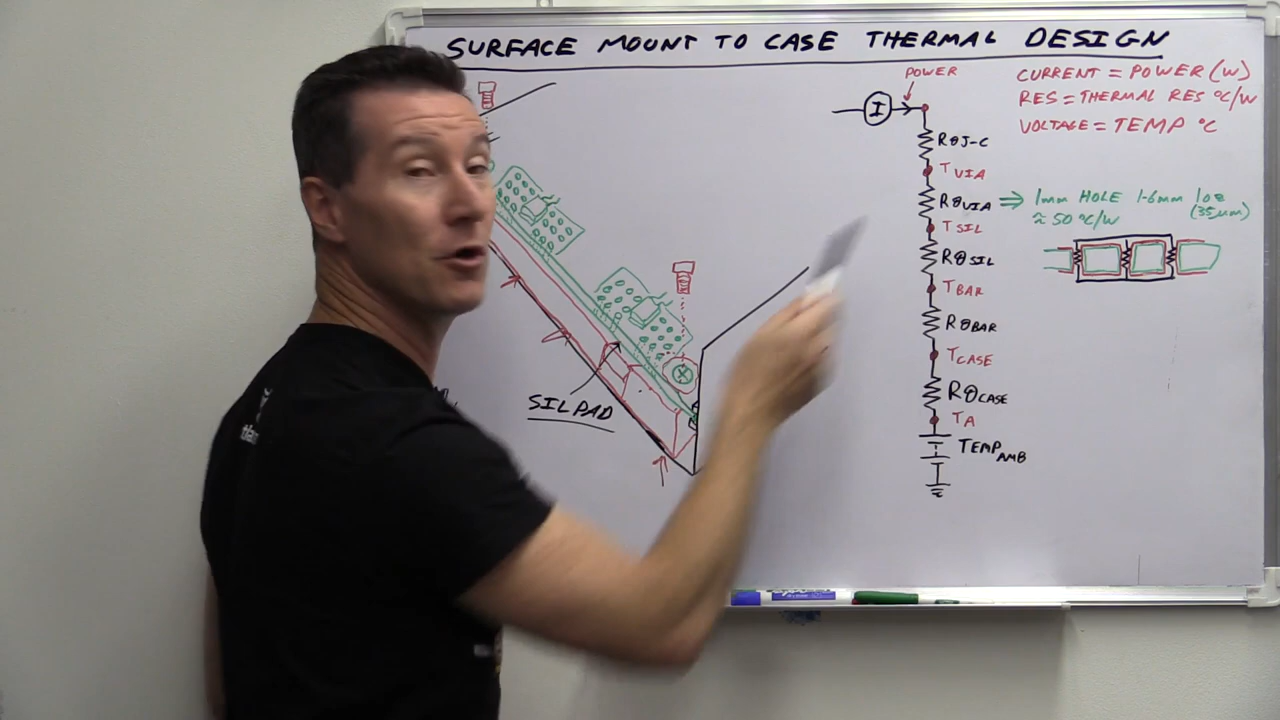 SURFACE MOUNT TO CASE THERMAL DESIGN
POWER
CURRENT = POWER (W)
RES = THERMAL RES °C/W
VOLTAGE = TEMP °C
I
RΘJ-C
TVIA
RΘVIA ⇒ 1mm HOLE 1.6mm 1oz
(35µm)
≈ 50 °C/W
TSIL
RΘSIL
TBAR
RΘBAR
TCASE
RΘCASE
TA
TEMPAMB
SILPAD